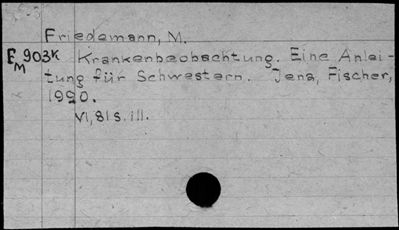 Friedemann, M.
E 903K Krankenbeobachtung. Eine Anlei-
M
tung für Schwestern. Jena, Fischer,
1920.
VI, 81 S. ill.